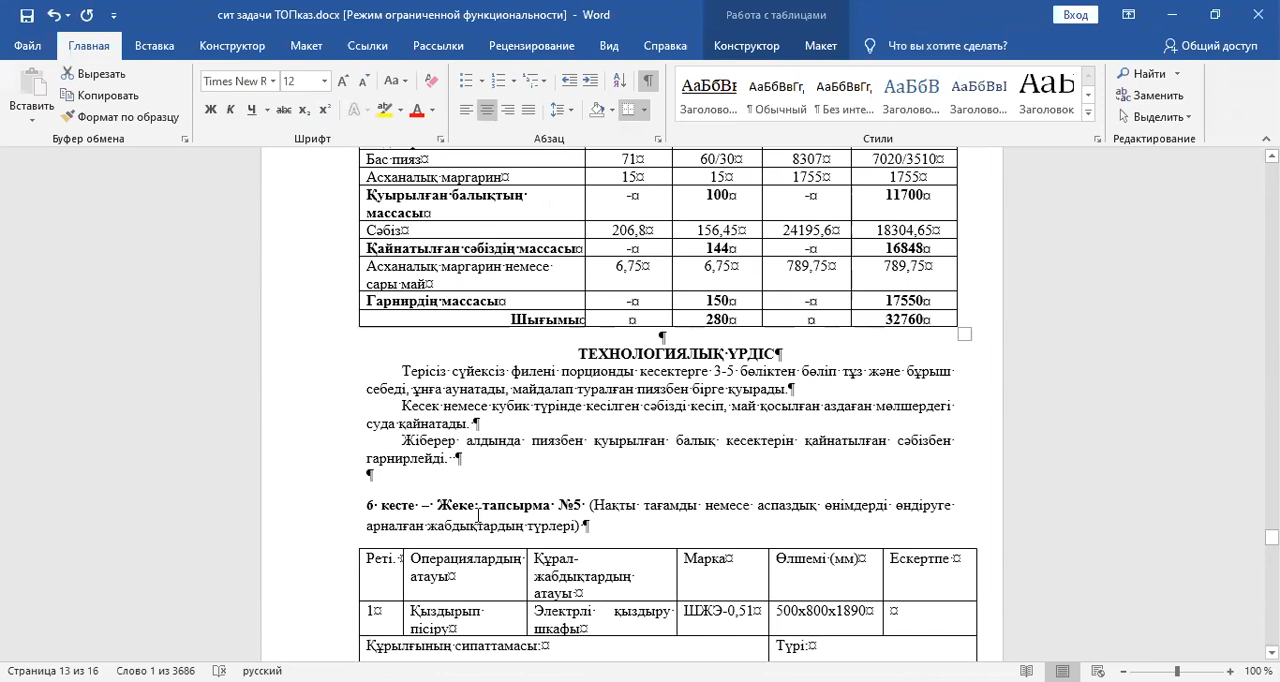 сит задачи ТОПказ.docx [Режим ограниченной функциональности] - Word
Работа с таблицами
Вход
Файл Главная Вставка Конструктор Макет Ссылки Рассылки Рецензирование Вид Справка Конструктор Макет Что вы хотите сделать? Общий доступ
Вставить
Вырезать
Копировать
Формат по образцу
Буфер обмена
Times New R 12
Ж К Ч abc x₂ x²
Шрифт
Абзац
АаБбВг АаБбВгГг, АаБбВгГг, АаБбВ АаБбВвІ Ааb
Заголово... ¶ Обычный ¶ Без инте... Заголово... Заголово... Заголовок
Стили
Найти
Заменить
Выделить
Редактирование
Бас·пияз¤ 71¤ 60/30¤ 8307¤ 7020/3510¤
Асханалық·маргарин¤ 15¤ 15¤ 1755¤ 1755¤
Қуырылған·балықтың· -¤ 100¤ -¤ 11700¤
массасы¤
Сәбіз¤ 206,8¤ 156,45¤ 24195,6¤ 18304,65¤
Қайнатылған·сәбіздің·массасы¤ -¤ 144¤ -¤ 16848¤
Асханалық·маргарин·немесе· 6,75¤ 6,75¤ 789,75¤ 789,75¤
сары·май¤
Гарнирдің·массасы¤ -¤ 150¤ -¤ 17550¤
Шығымы¤ ¤ 280¤ ¤ 32760¤
¶
ТЕХНОЛОГИЯЛЫҚ·ҮРДІС¶
Терісіз· сүйексіз· филені· порционды· кесектерге· 3-5· бөліктен· бөліп· тұз· және· бұрыш·
себеді,·ұнға·аунатады,·майдалап·туралған·пиязбен·бірге·қуырады.¶
Кесек· немесе· кубик· түрінде· кесілген· сәбізді· кесіп,· май· қосылған· аздаған· мөлшердегі·
суда·қайнатады.·¶
Жіберер· алдында· пиязбен· қуырылған· балық· кесектерін· қайнатылған· сәбізбен·
гарнирлейді.··¶
¶
6· кесте· –· Жеке· тапсырма· №5· (Нақты· тағамды· немесе· аспаздық· өнімдерді· өндіруге·
арналған·жабдықтардың·түрлері)·¶
Реті.· Операциялардың· Құрал- Марка¤ Өлшемі·(мм)¤ Ескертпе·¤
атауы¤ жабдықтардың·
атауы·¤
1¤ Қыздырып· Электрлі· қыздыру· ШЖЭ-0,51¤ 500х800х1890¤ ¤
пісіру¤ шкафы¤
Құрылғының·сипаттамасы:¤ Түрі:¤
Страница 13 из 16 Слово 1 из 3686 русский 100 %